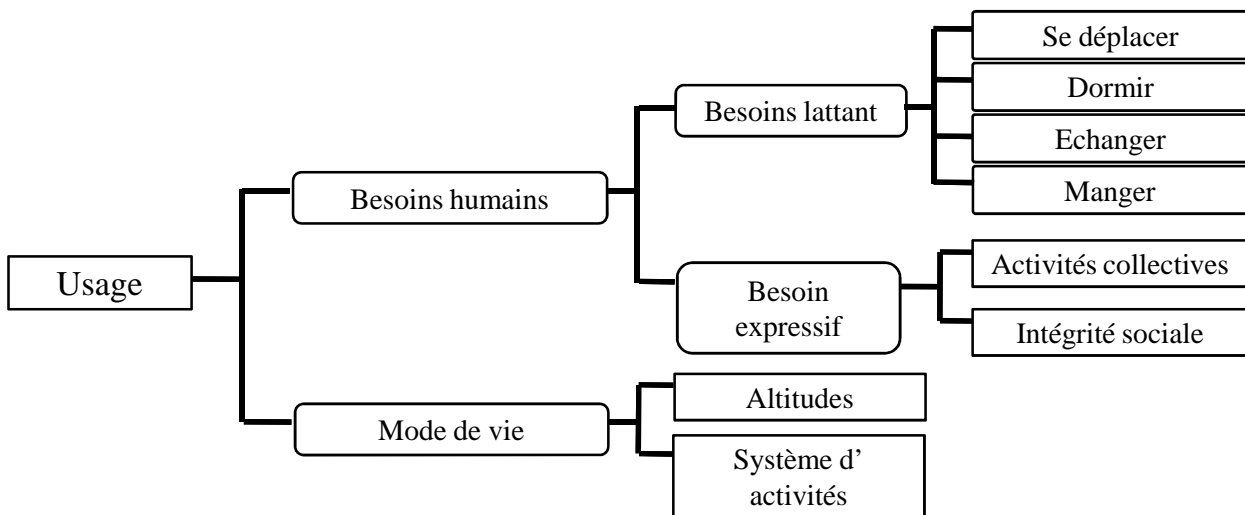 Se déplacer
Besoins lattant
Dormir
Echanger
Besoins humains
Manger
Usage
Activités collectives
Besoin
expressif
Intégrité sociale
Mode de vie
Altitudes
Système d’
activités